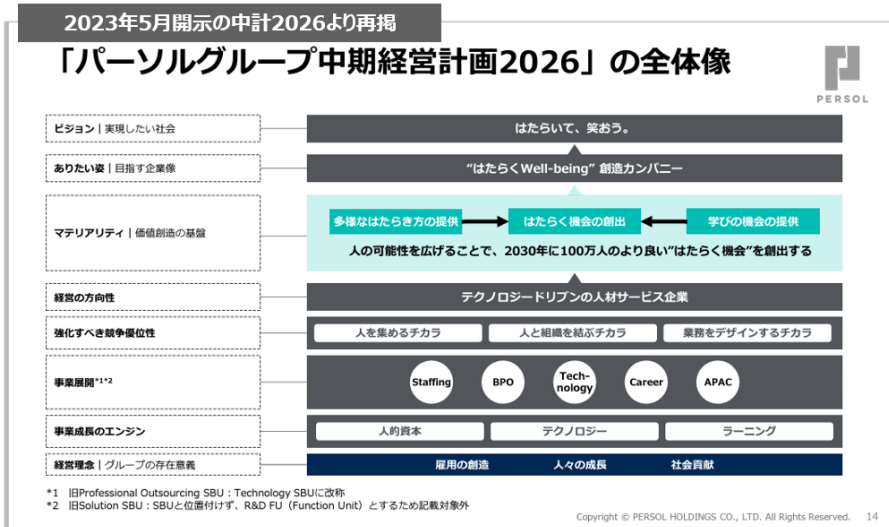 2023年5月開示の中計2026より再掲
「パーソルグループ中期経営計画2026」の全体像
PERSOL
ビジョン|実現したい社会
はたらいて、笑おう。
ありたい姿|目指す企業像
“はたらくWell-being” 創造カンパニー
マテリアリティ|価値創造の基盤
多様なはたらき方の提供
はたらく機会の創出
学びの機会の提供
人の可能性を広げることで、2030年に100万人のより良い”はたらく機会”を創出する
経営の方向性
テクノロジードリブンの人材サービス企業
強化すべき競争優位性
人を集めるチカラ
人と組織を結ぶチカラ
業務をデザインするチカラ
事業展開*1*2
Staffing
BPO
Tech-
nology
Career
APAC
事業成長のエンジン
人的資本
テクノロジー
ラーニング
経営理念|グループの存在意義
雇用の創造
人々の成長
社会貢献
*1 旧Professional Outsourcing SBU:Technology SBUに改称
*2 旧Solution SBU:SBUと位置付けず、R&D FU(Function Unit)とするため記載対象外
Copyright © PERSOL HOLDINGS CO., LTD. All Rights Reserved. 14